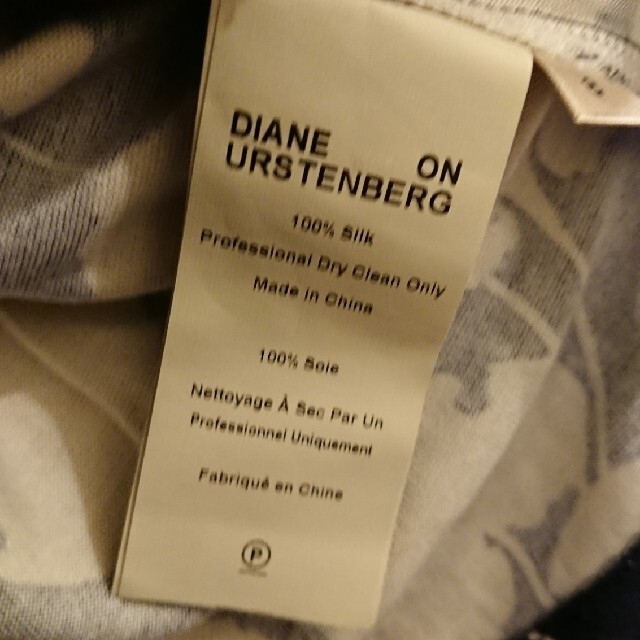 DIANE ON
URSTENBERG
100% Silk
Professional Dry Clean Only
Made in China
100% Soie
Nettoyage À Sec Par Un
Professionnel Uniquement
Fabriqué en Chine
P